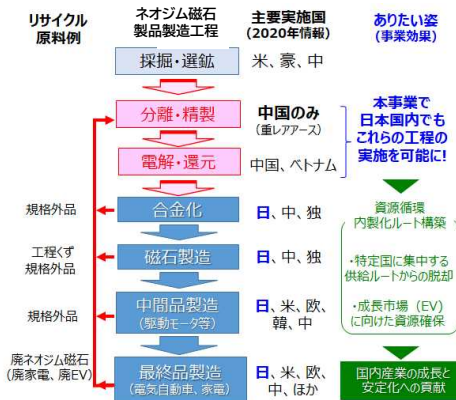 リサイクル
原料例
ネオジム磁石
製品製造工程
主要実施国
(2020年情報)
ありたい姿
(事業効果)
採掘・選鉱
米、豪、中
分離・精製
中国のみ
(重レアアース)
本事業で
日本国内でも
これらの工程の
実施を可能に!
電解・還元
中国、ベトナム
規格外品
合金化
日、中、独
資源循環
内製化ルート構築
工程くず
規格外品
磁石製造
日、中、独
・特定国に集中する
供給ルートからの脱却
規格外品
中間品製造
(駆動モータ等)
日、米、欧、
韓、中
・成長市場（EV）
に向けた資源確保
廃ネオジム磁石
(廃家電、廃EV)
最終品製造
(電気自動車、家電)
日、米、欧、
中、ほか
国内産業の成長と
安定化への貢献